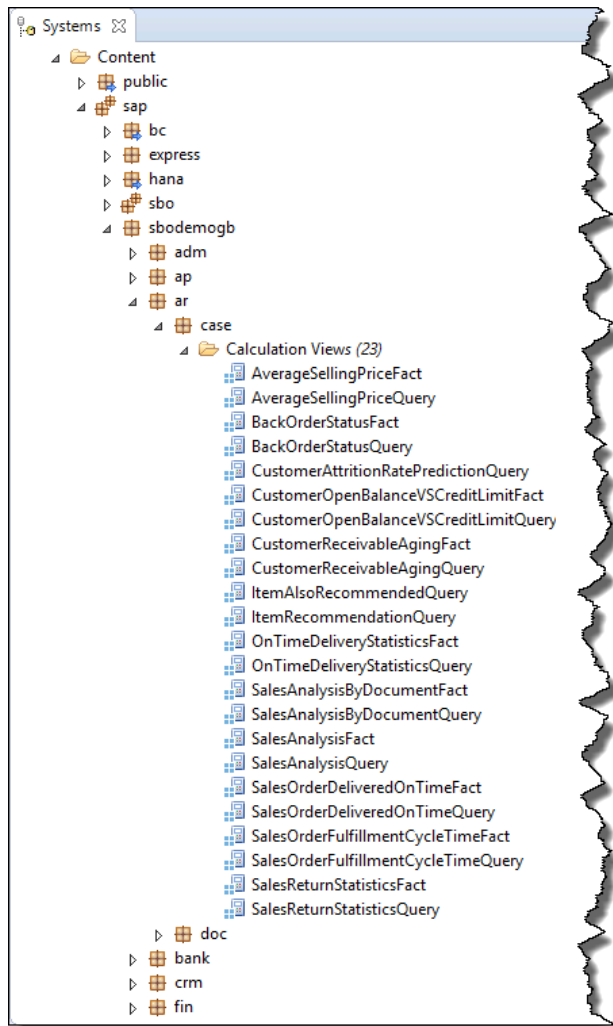 Systems
Content
public
sap
bc
express
hana
sbo
sbodemogb
adm
ap
ar
case
Calculation Views (23)
AverageSellingPriceFact
AverageSellingPriceQuery
BackOrderStatusFact
BackOrderStatusQuery
CustomerAttritionRatePredictionQuery
CustomerOpenBalanceVSCreditLimitFact
CustomerOpenBalanceVSCreditLimitQuery
CustomerReceivableAgingFact
CustomerReceivableAgingQuery
ItemAlsoRecommendedQuery
ItemRecommendationQuery
OnTimeDeliveryStatisticsFact
OnTimeDeliveryStatisticsQuery
SalesAnalysisByDocumentFact
SalesAnalysisByDocumentQuery
SalesAnalysisFact
SalesAnalysisQuery
SalesOrderDeliveredOnTimeFact
SalesOrderDeliveredOnTimeQuery
SalesOrderFulfillmentCycleTimeFact
SalesOrderFulfillmentCycleTimeQuery
SalesReturnStatisticsFact
SalesReturnStatisticsQuery
doc
bank
crm
fin